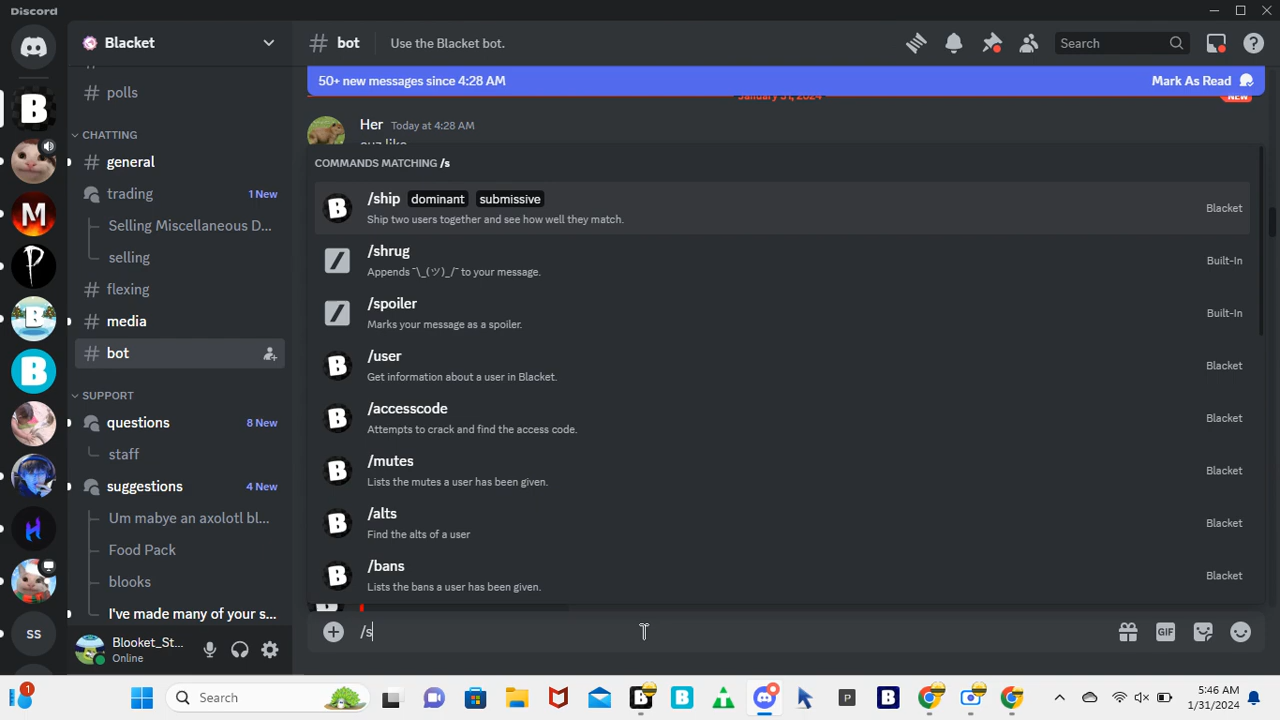 Discord
Blacket
polls
CHATTING
general
trading
1 New
Selling Miscellaneous D...
selling
flexing
media
bot
SUPPORT
questions
8 New
staff
suggestions
4 New
Um mabye an axolotl bl...
Food Pack
blooks
I've made many of your s...
ss
Blooket_St...
Online
# bot
Use the Blacket bot.
Search
50+ new messages since 4:28 AM
Mark As Read
January 31, 2024
NEW
Her Today at 4:28 AM
cuz like
COMMANDS MATCHING /s
/ship dominant submissive
Ship two users together and see how well they match.
Blacket
/shrug
Appends ¯\_(ツ)_/¯ to your message.
Built-In
/spoiler
Marks your message as a spoiler.
Built-In
/user
Get information about a user in Blacket.
Blacket
/accesscode
Attempts to crack and find the access code.
Blacket
/mutes
Lists the mutes a user has been given.
Blacket
/alts
Find the alts of a user
Blacket
/bans
Lists the bans a user has been given.
Blacket
/s
GIF
1
Search
5:46 AM
1/31/2024